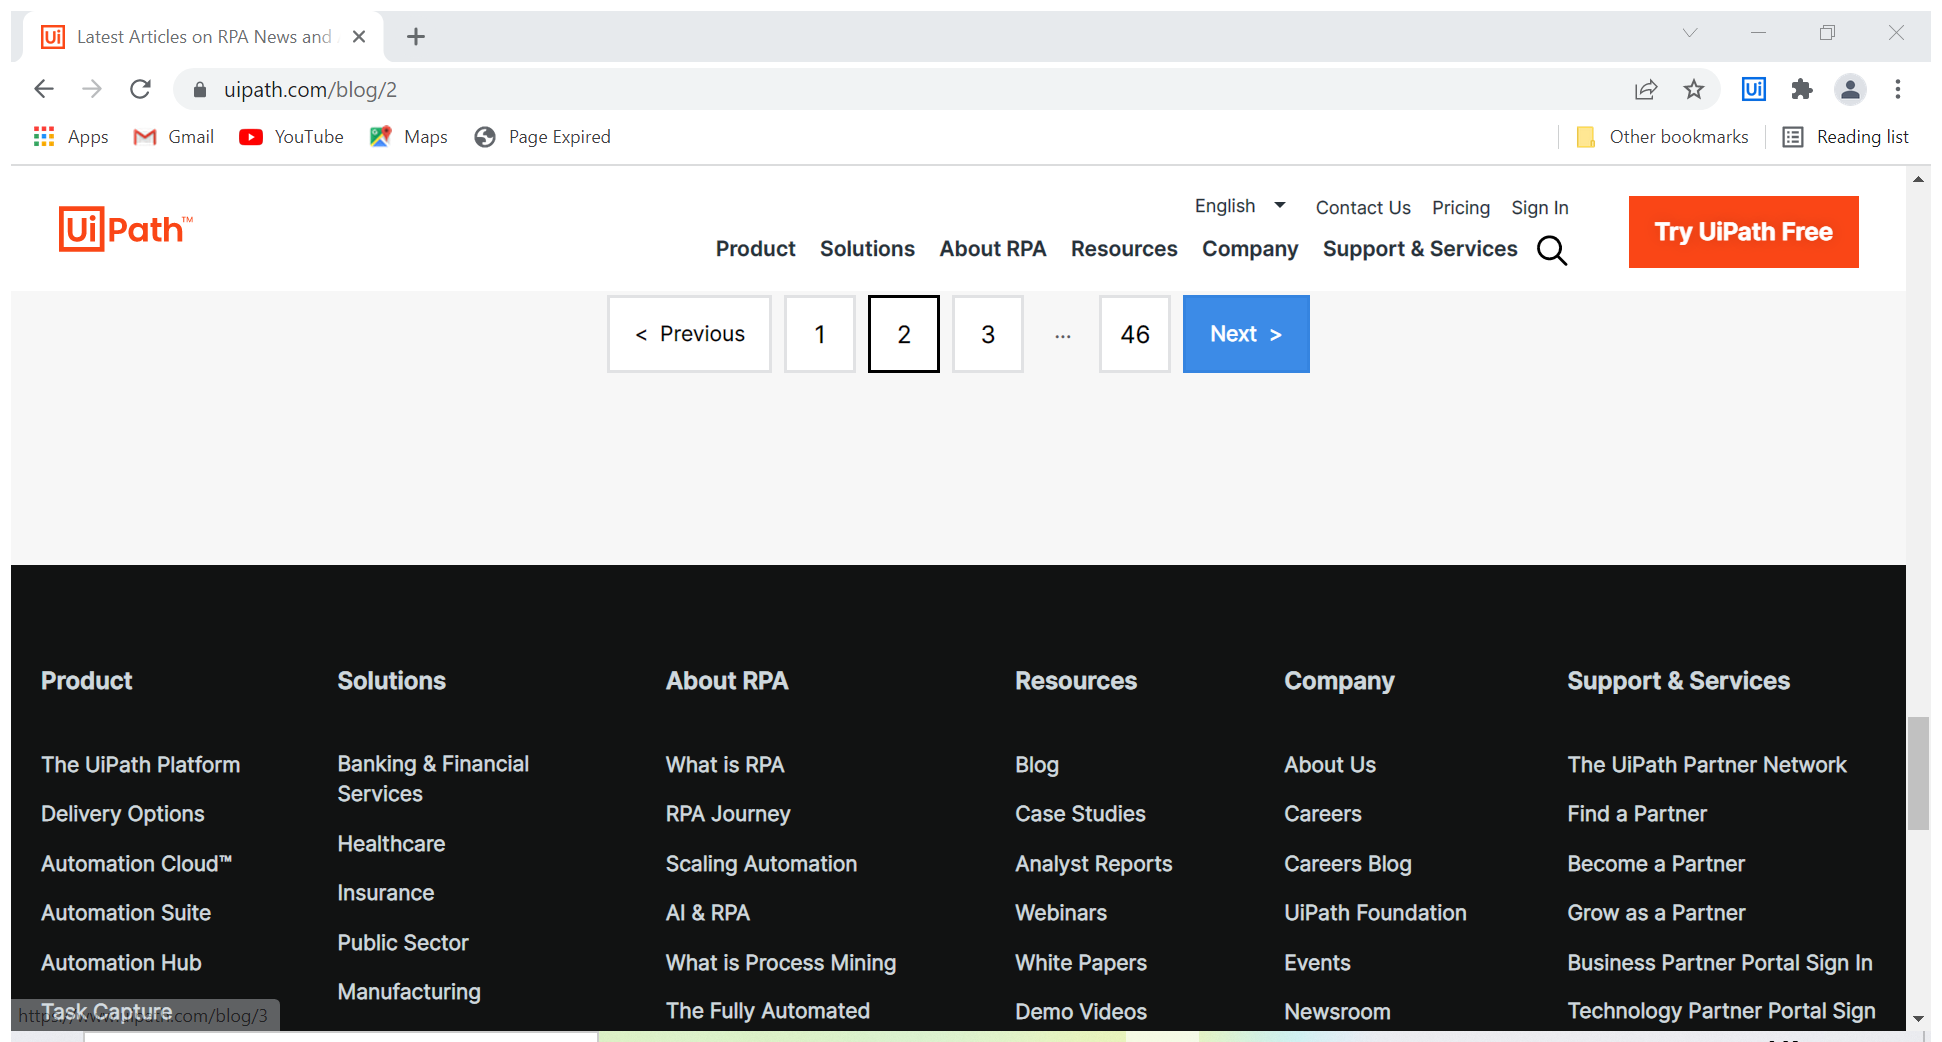 Ui Latest Articles on RPA News and
uipath.com/blog/2
Ui
Apps Gmail YouTube Maps Page Expired Other bookmarks Reading list
English Contact Us Pricing Sign In
UiPath™ Product Solutions About RPA Resources Company Support & Services Try UiPath Free
< Previous 1 2 3 ... 46 Next >
Product
The UiPath Platform
Delivery Options
Automation Cloud™
Automation Suite
Automation Hub
Task Capture
Solutions
Banking & Financial
Services
Healthcare
Insurance
Public Sector
Manufacturing
About RPA
What is RPA
RPA Journey
Scaling Automation
AI & RPA
What is Process Mining
The Fully Automated
Resources
Blog
Case Studies
Analyst Reports
Webinars
White Papers
Demo Videos
Company
About Us
Careers
Careers Blog
UiPath Foundation
Events
Newsroom
Support & Services
The UiPath Partner Network
Find a Partner
Become a Partner
Grow as a Partner
Business Partner Portal Sign In
Technology Partner Portal Sign
https://www.uipath.com/blog/3